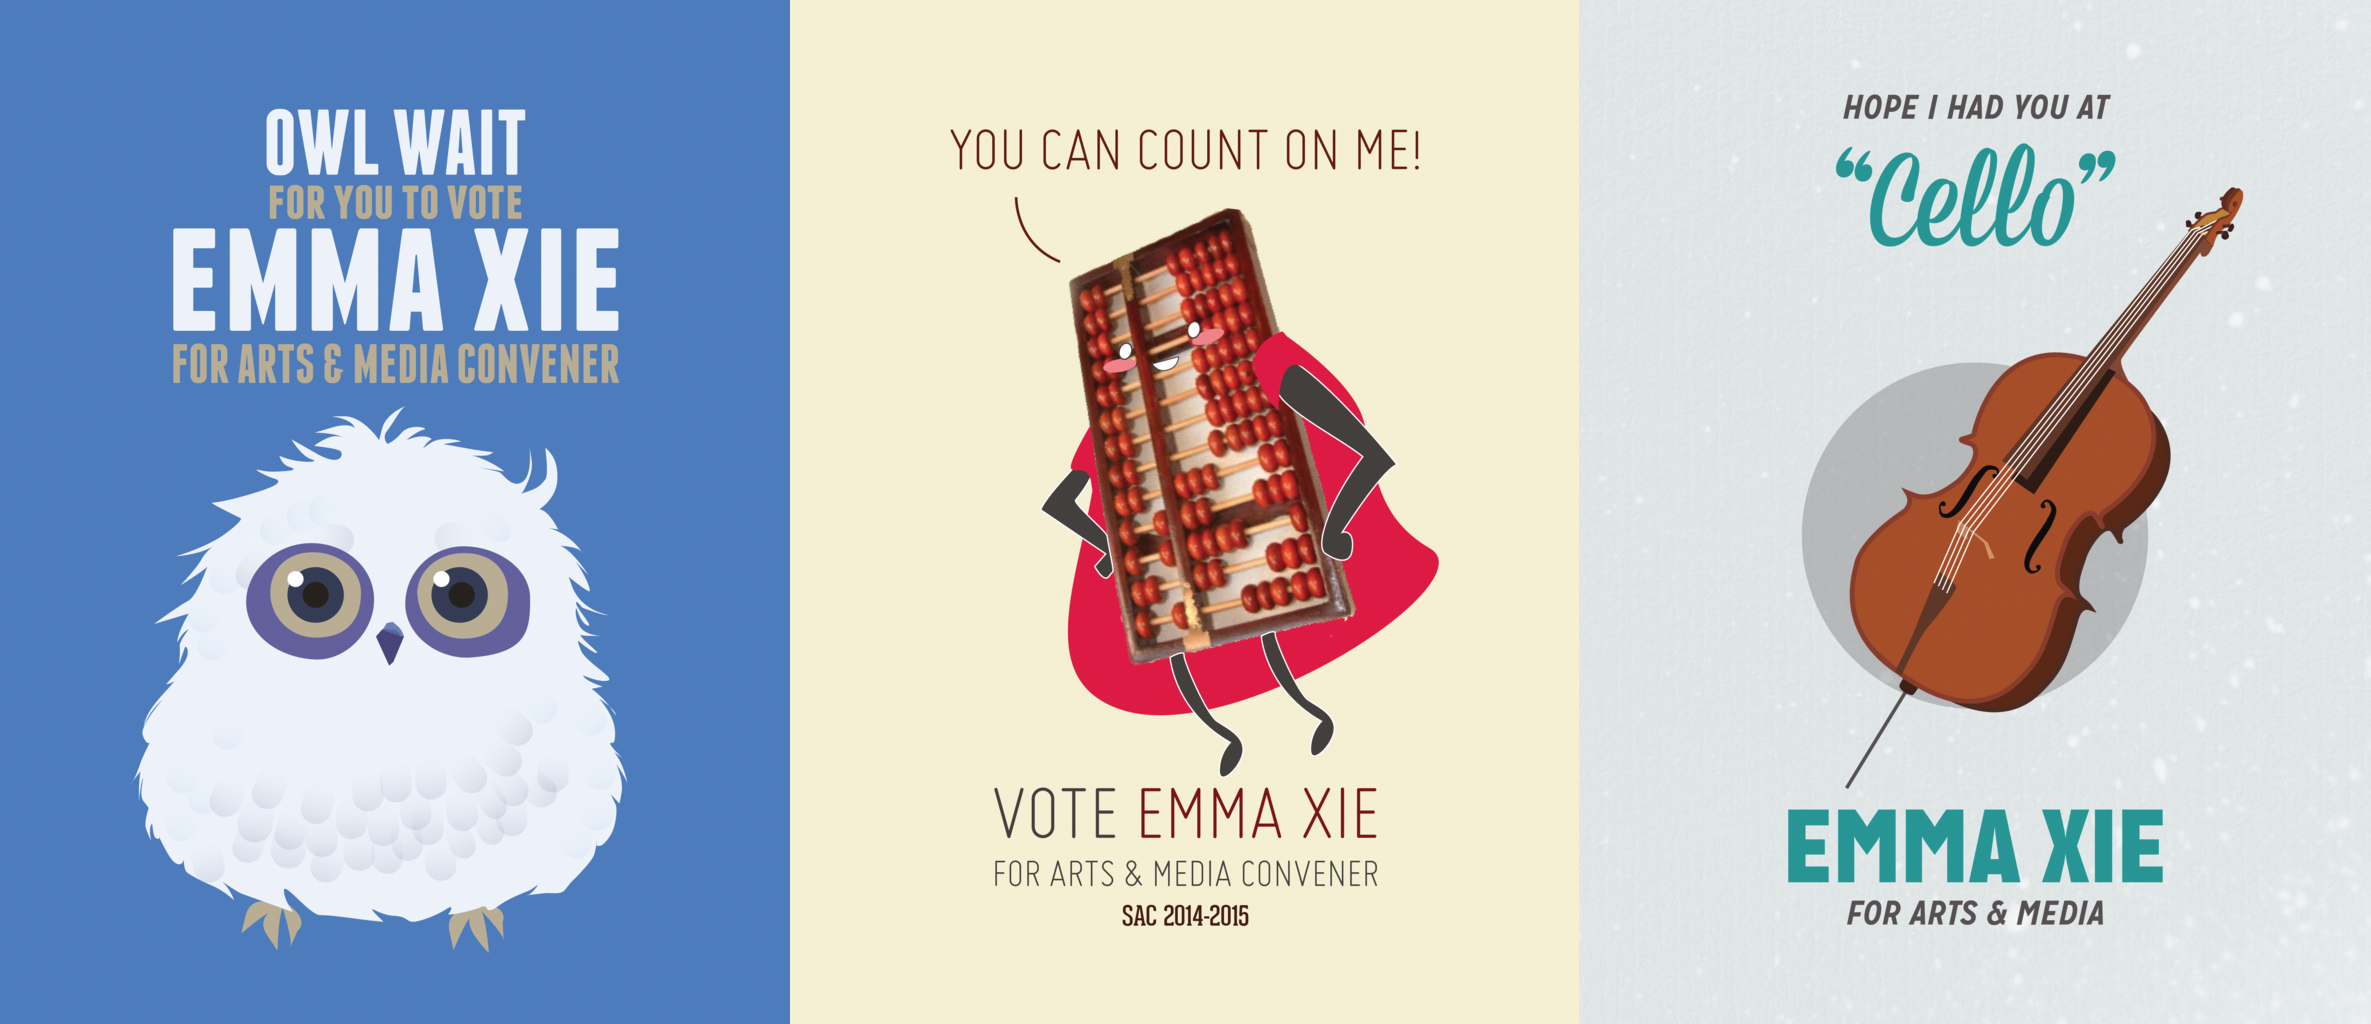 OWL WAIT
FOR YOU TO VOTE
EMMA XIE
FOR ARTS & MEDIA CONVENER
YOU CAN COUNT ON ME!
VOTE EMMA XIE
FOR ARTS & MEDIA CONVENER
SAC 2014-2015
HOPE I HAD YOU AT
“Cello”
EMMA XIE
FOR ARTS & MEDIA